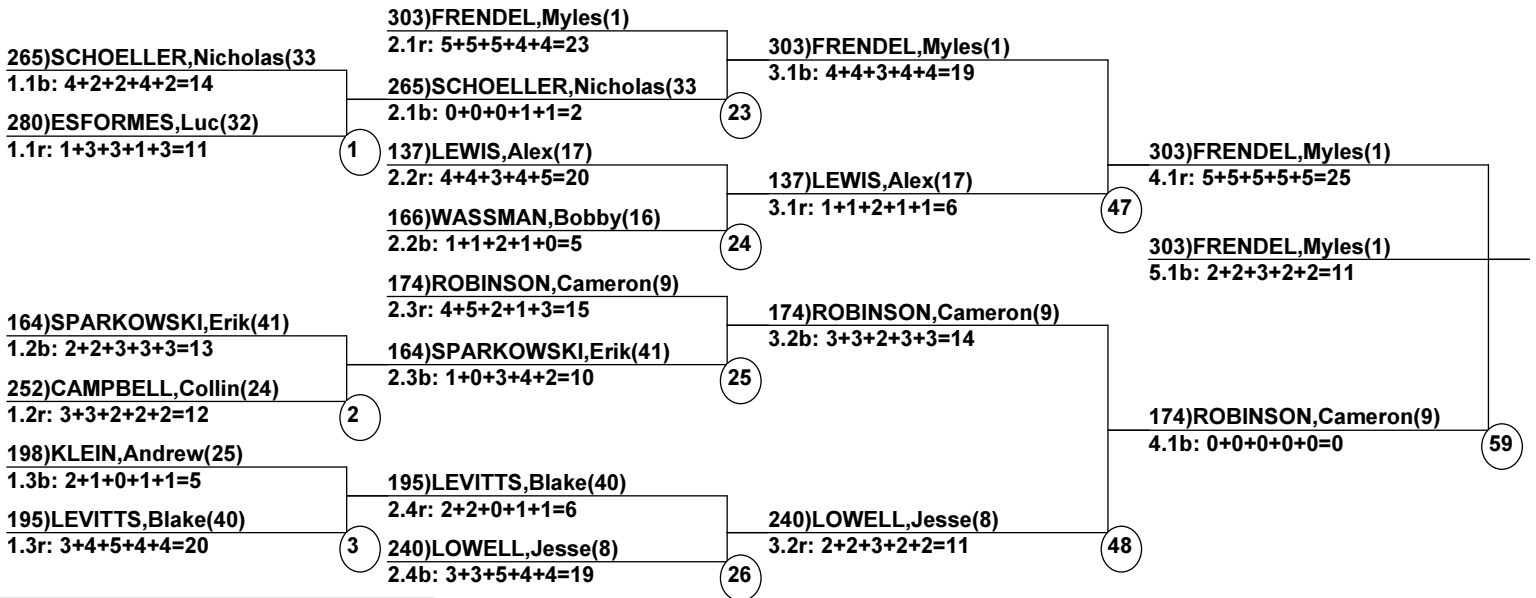 265)SCHOELLER,Nicholas(33
1.1b: 4+2+2+4+2=14
280)ESFORMES,Luc(32)
1.1r: 1+3+3+1+3=11
1
164)SPARKOWSKI,Erik(41)
1.2b: 2+2+3+3+3=13
252)CAMPBELL,Collin(24)
1.2r: 3+3+2+2+2=12
2
198)KLEIN,Andrew(25)
1.3b: 2+1+0+1+1=5
195)LEVITTS,Blake(40)
1.3r: 3+4+5+4+4=20
3
303)FRENDEL,Myles(1)
2.1r: 5+5+5+4+4=23
265)SCHOELLER,Nicholas(33
2.1b: 0+0+0+1+1=2
23
137)LEWIS,Alex(17)
2.2r: 4+4+3+4+5=20
166)WASSMAN,Bobby(16)
2.2b: 1+1+2+1+0=5
24
174)ROBINSON,Cameron(9)
2.3r: 4+5+2+1+3=15
164)SPARKOWSKI,Erik(41)
2.3b: 1+0+3+4+2=10
25
195)LEVITTS,Blake(40)
2.4r: 2+2+0+1+1=6
240)LOWELL,Jesse(8)
2.4b: 3+3+5+4+4=19
26
303)FRENDEL,Myles(1)
3.1b: 4+4+3+4+4=19
137)LEWIS,Alex(17)
3.1r: 1+1+2+1+1=6
47
174)ROBINSON,Cameron(9)
3.2b: 3+3+2+3+3=14
240)LOWELL,Jesse(8)
3.2r: 2+2+3+2+2=11
48
303)FRENDEL,Myles(1)
4.1r: 5+5+5+5+5=25
303)FRENDEL,Myles(1)
5.1b: 2+2+3+2+2=11
174)ROBINSON,Cameron(9)
4.1b: 0+0+0+0+0=0
59